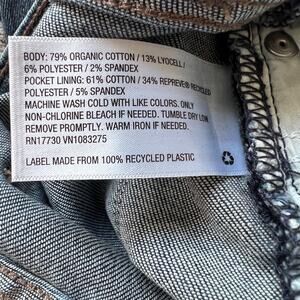 BODY: 79% ORGANIC COTTON / 13% LYOCELL /
6% POLYESTER / 2% SPANDEX
POCKET LINING: 61% COTTON / 34% REPREVE® RECYCLED
POLYESTER / 5% SPANDEX
MACHINE WASH COLD WITH LIKE COLORS. ONLY
NON-CHLORINE BLEACH IF NEEDED. TUMBLE DRY LOW
REMOVE PROMPTLY. WARM IRON IF NEEDED.
RN17730 VN1083275
LABEL MADE FROM 100% RECYCLED PLASTIC